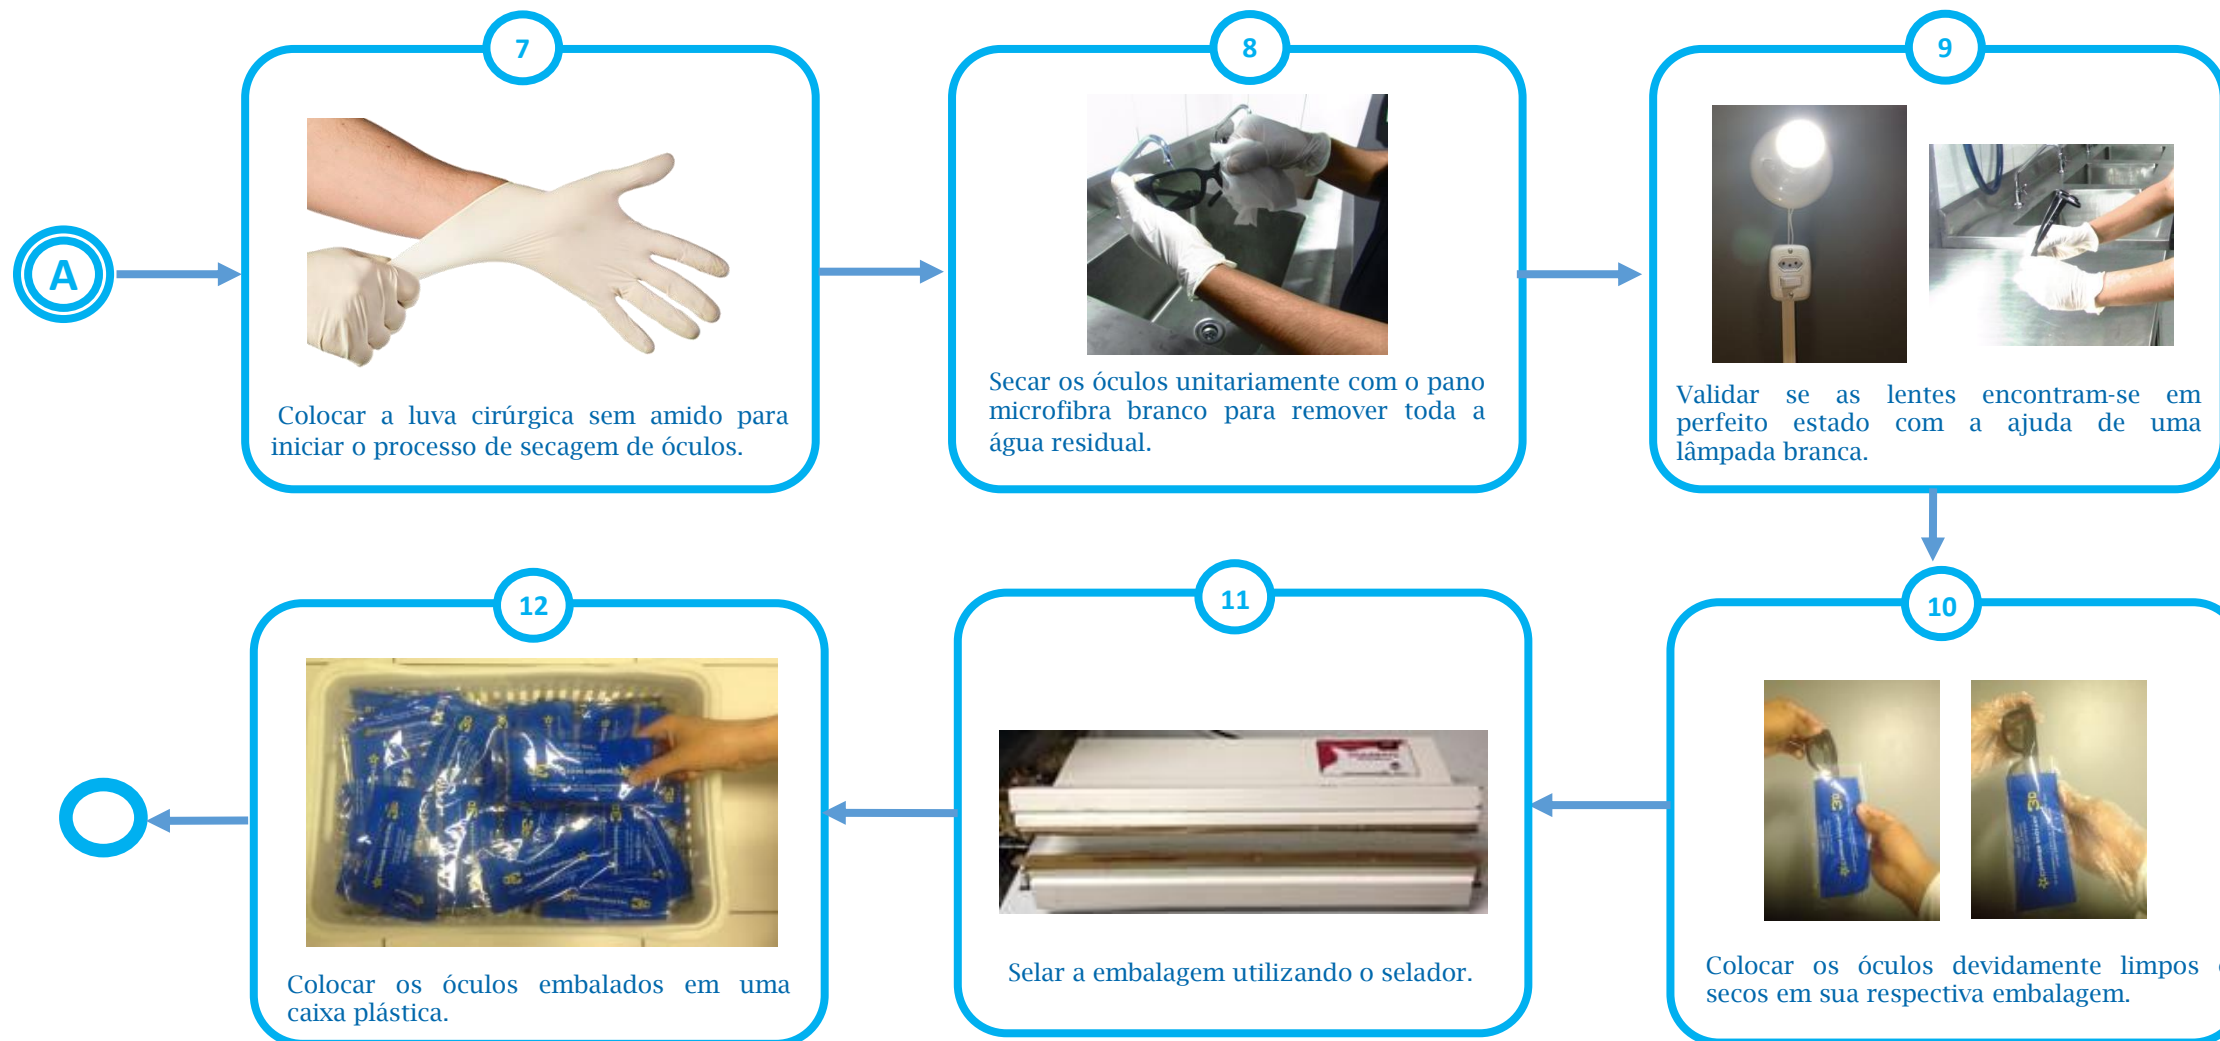 7
8
9
A
Colocar a luva cirúrgica sem amido para
iniciar o processo de secagem de óculos.
Secar os óculos unitariamente com o pano
microfibra branco para remover toda a
água residual.
Validar se as lentes encontram-se em
perfeito estado com a ajuda de uma
lâmpada branca.
12
11
10
3D
3D
3D
Colocar os óculos embalados em uma
caixa plástica.
Selar a embalagem utilizando o selador.
Colocar os óculos devidamente limpos e
secos em sua respectiva embalagem.